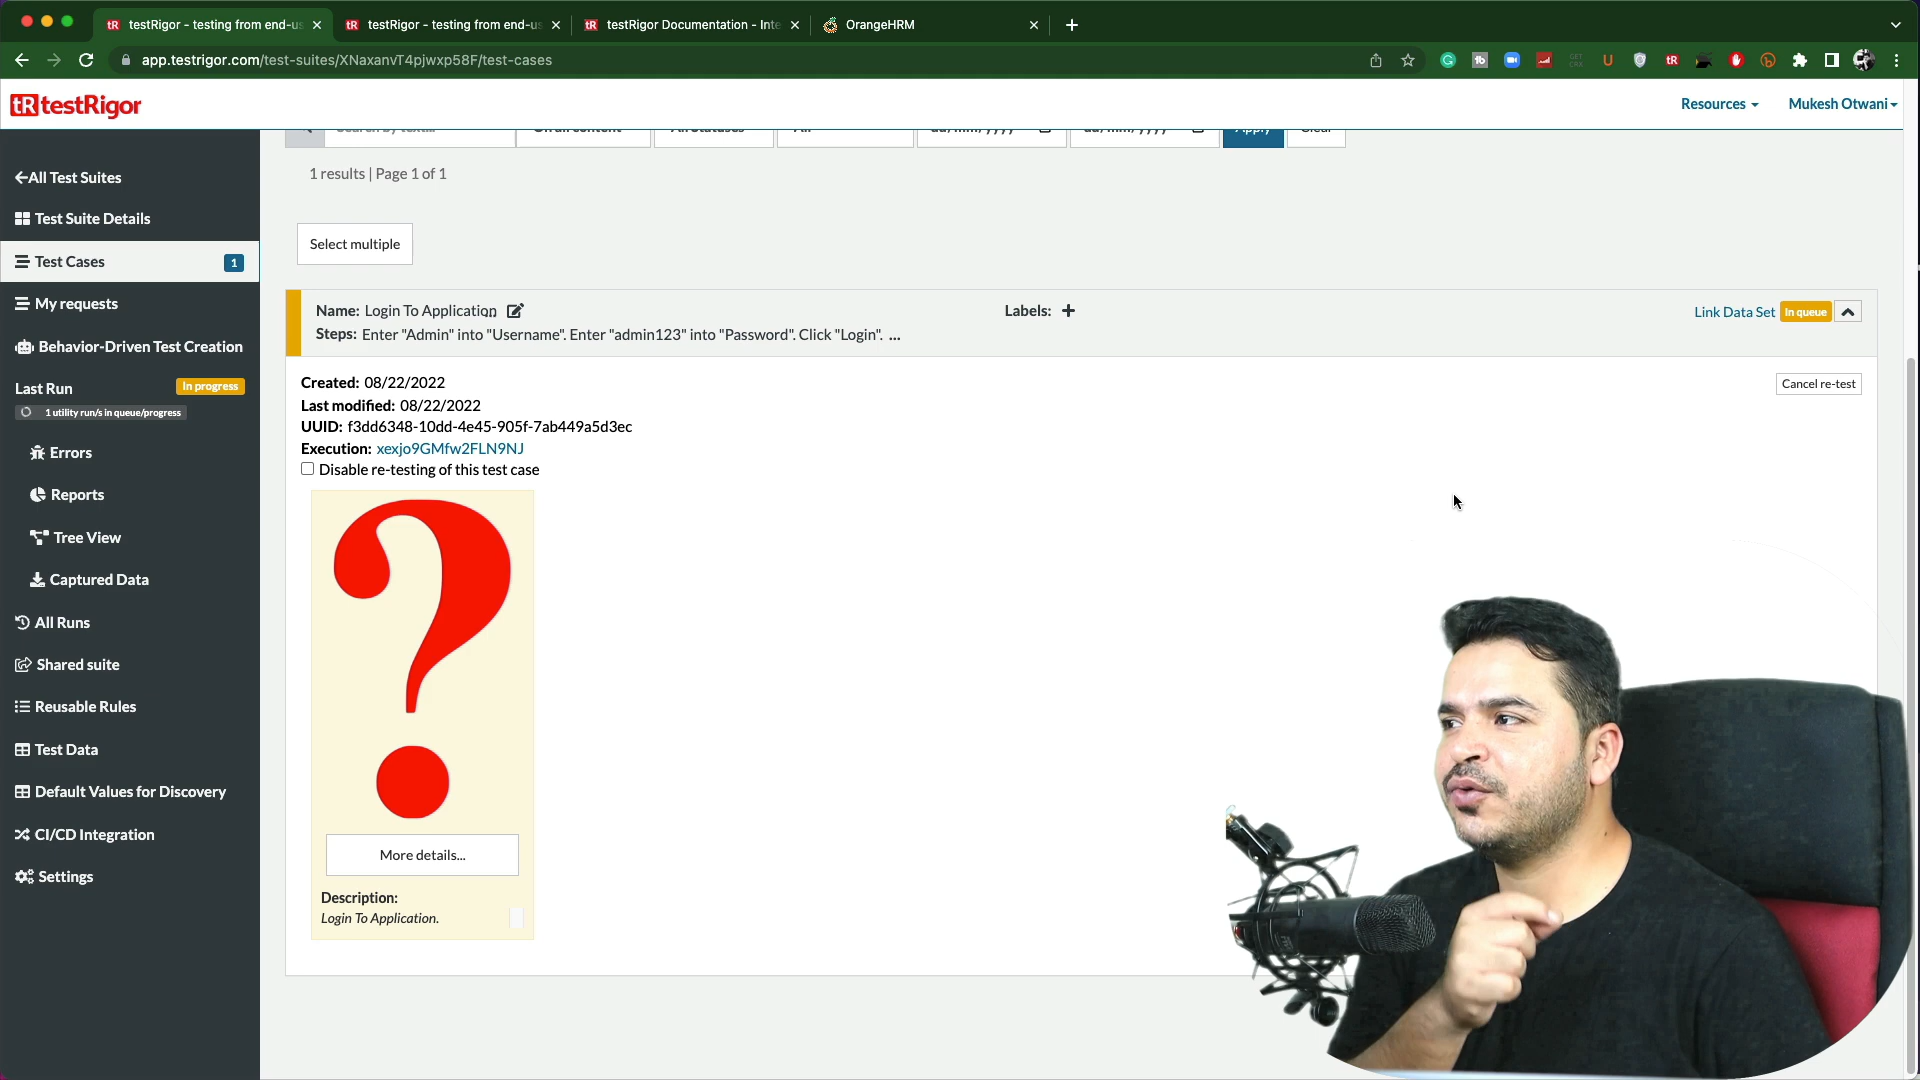 testRigor - testing from end-us
testRigor - testing from end-us
testRigor Documentation - Inte
OrangeHRM
app.testrigor.com/test-suites/XNaxanvT4pjwxp58F/test-cases
tR testRigor
Resources
Mukesh Otwani
All Test Suites
Test Suite Details
Test Cases
1
My requests
Behavior-Driven Test Creation
Last Run
In progress
1 utility run/s in queue/progress
Errors
Reports
Tree View
Captured Data
All Runs
Shared suite
Reusable Rules
Test Data
Default Values for Discovery
CI/CD Integration
Settings
Apply
Clear
1 results | Page 1 of 1
Select multiple
Name: Login To Application
Labels: +
Link Data Set
In queue
Steps: Enter "Admin" into "Username". Enter "admin123" into "Password". Click "Login". ...
Created: 08/22/2022
Cancel re-test
Last modified: 08/22/2022
UUID: f3dd6348-10dd-4e45-905f-7ab449a5d3ec
Execution: xexjo9GMfw2FLN9NJ
Disable re-testing of this test case
?
More details...
Description:
Login To Application.